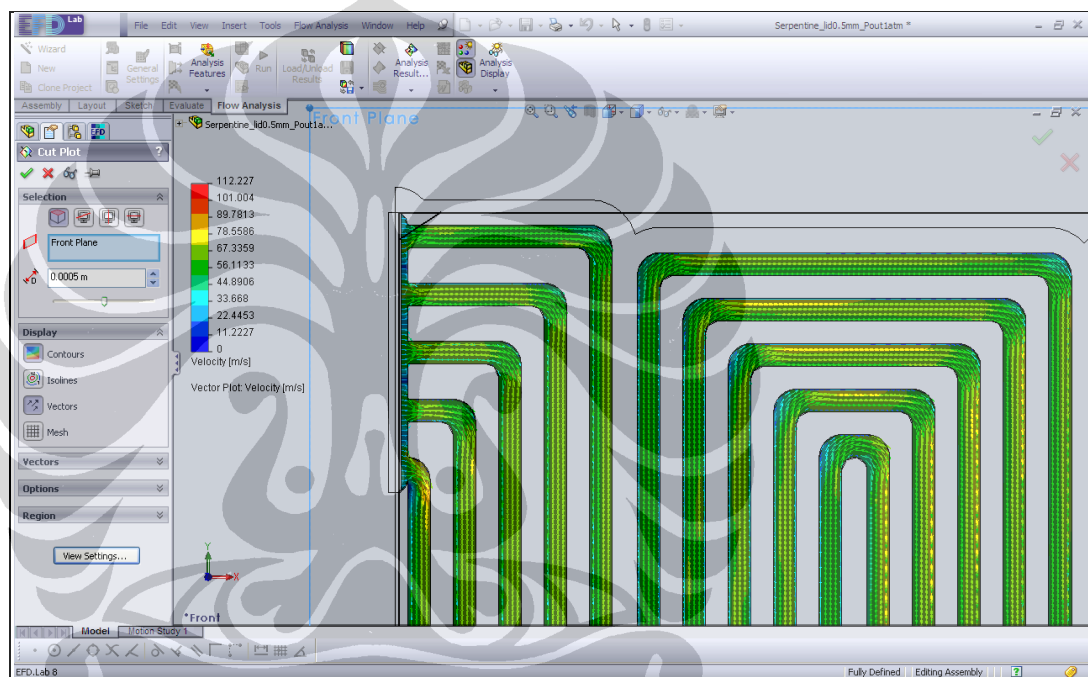 EFD Lab File Edit View Insert Tools Flow Analysis Window Help Serpentine_lid0.5mm_Pout1atm *
Wizard
New
Clone Project
General Settings
Analysis Features
Run
Load/Unload Results
Analysis Result...
Analysis Display
Assembly Layout Sketch Evaluate Flow Analysis
Front Plane
Serpentine_lid0.5mm_Pout1a...
EFD
Cut Plot ?
Selection
Front Plane
D 0.0005 m
Display
Contours
Isolines
Vectors
Mesh
Vectors
Options
Region
View Settings...
112.227
101.004
89.7813
78.5586
67.3359
56.1133
44.8906
33.668
22.4453
11.2227
0
Velocity [m/s]
Vector Plot: Velocity [m/s]
Y
X
*Front
Model Motion Study 1
EFD.Lab 8 Fully Defined Editing Assembly ?